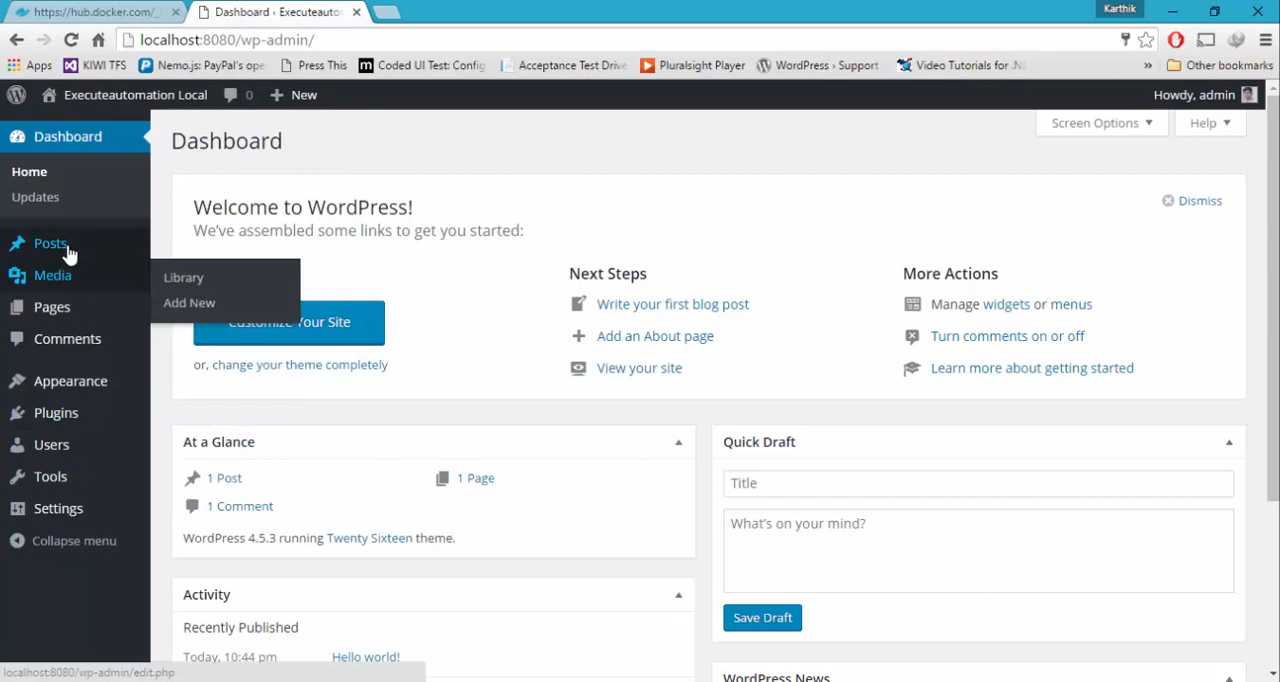 https://hub.docker.com/_
Dashboard ‹ Executeauto
Karthik
localhost:8080/wp-admin/
Apps
KIWI TFS
Nemo.js: PayPal's ope
Press This
Coded UI Test: Config
Acceptance Test Drive
Pluralsight Player
WordPress › Support
Video Tutorials for .N
»
Other bookmarks
Executeautomation Local
0
New
Howdy, admin
Dashboard
Home
Updates
Posts
Media
Pages
Comments
Appearance
Plugins
Users
Tools
Settings
Collapse menu
Library
Add New
Dashboard
Screen Options
Help
Welcome to WordPress!
We've assembled some links to get you started:
Dismiss
Customize Your Site
or, change your theme completely
Next Steps
Write your first blog post
Add an About page
View your site
More Actions
Manage widgets or menus
Turn comments on or off
Learn more about getting started
At a Glance
1 Post
1 Page
1 Comment
WordPress 4.5.3 running Twenty Sixteen theme.
Activity
Recently Published
Today, 10:44 pm
Hello world!
Quick Draft
Title
What's on your mind?
Save Draft
WordPress News
localhost:8080/wp-admin/edit.php